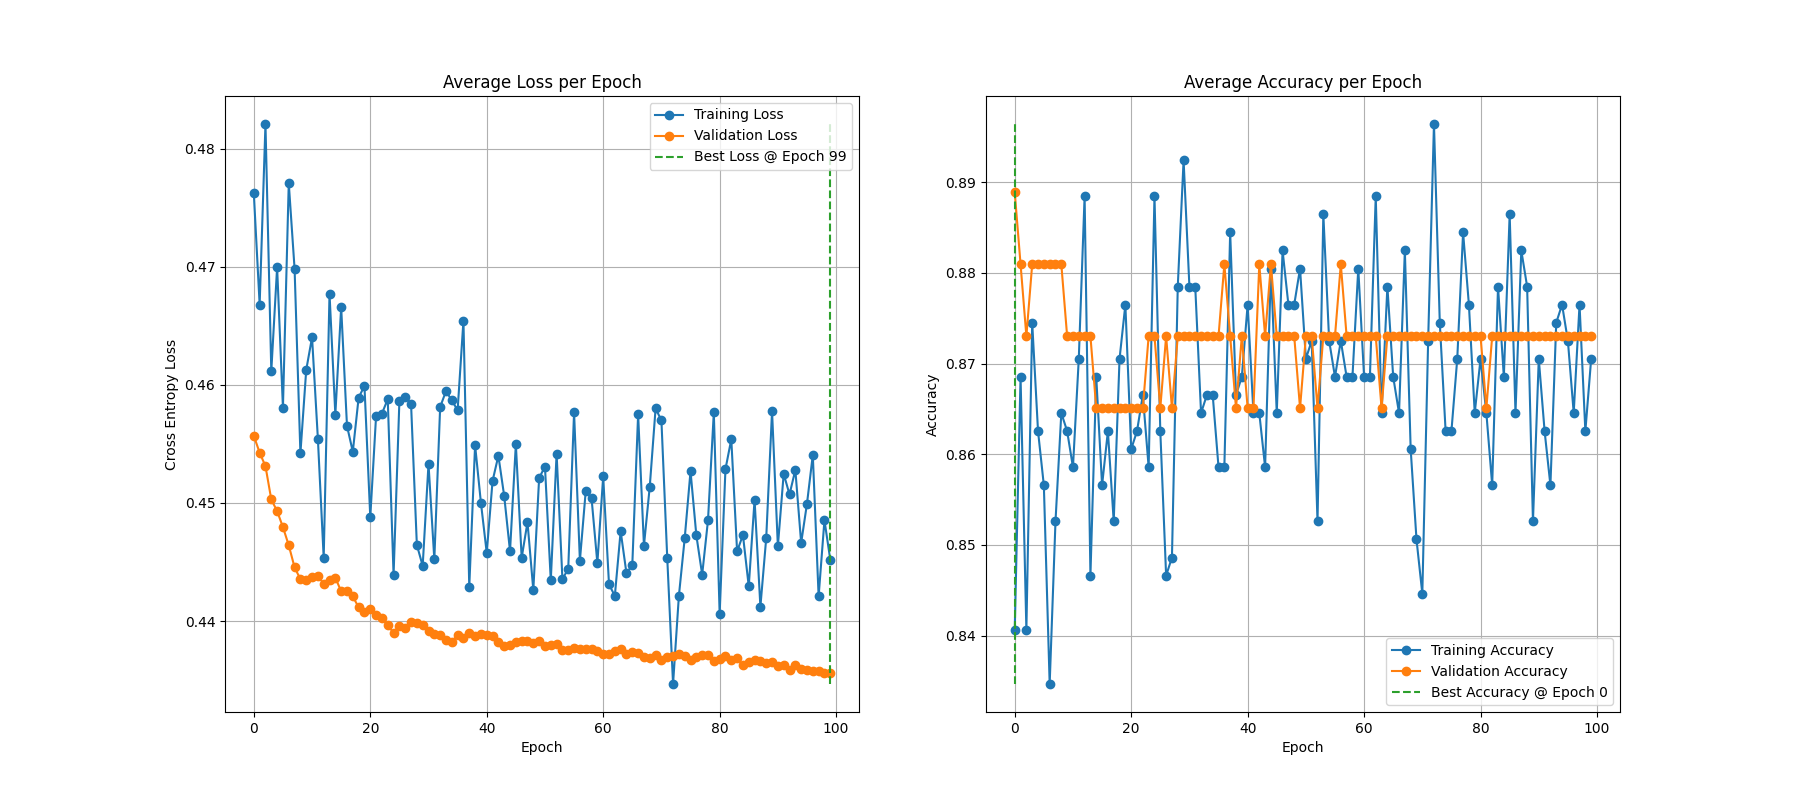 Average Loss per Epoch
Training Loss
Validation Loss
Best Loss @ Epoch 99
0.48
0.47
0.46
0.45
0.44
Cross Entropy Loss
0 20 40 60 80 100
Epoch
Average Accuracy per Epoch
0.89
0.88
0.87
0.86
0.85
0.84
Accuracy
Training Accuracy
Validation Accuracy
Best Accuracy @ Epoch 0
0 20 40 60 80 100
Epoch